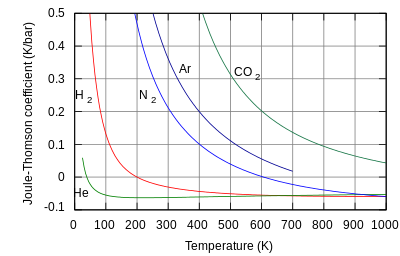 Joule-Thomson coefficient (K/bar)
0.5
0.4
0.3
0.2
0.1
0
-0.1
H 2
N 2
Ar
CO 2
He
0 100 200 300 400 500 600 700 800 900 1000
Temperature (K)